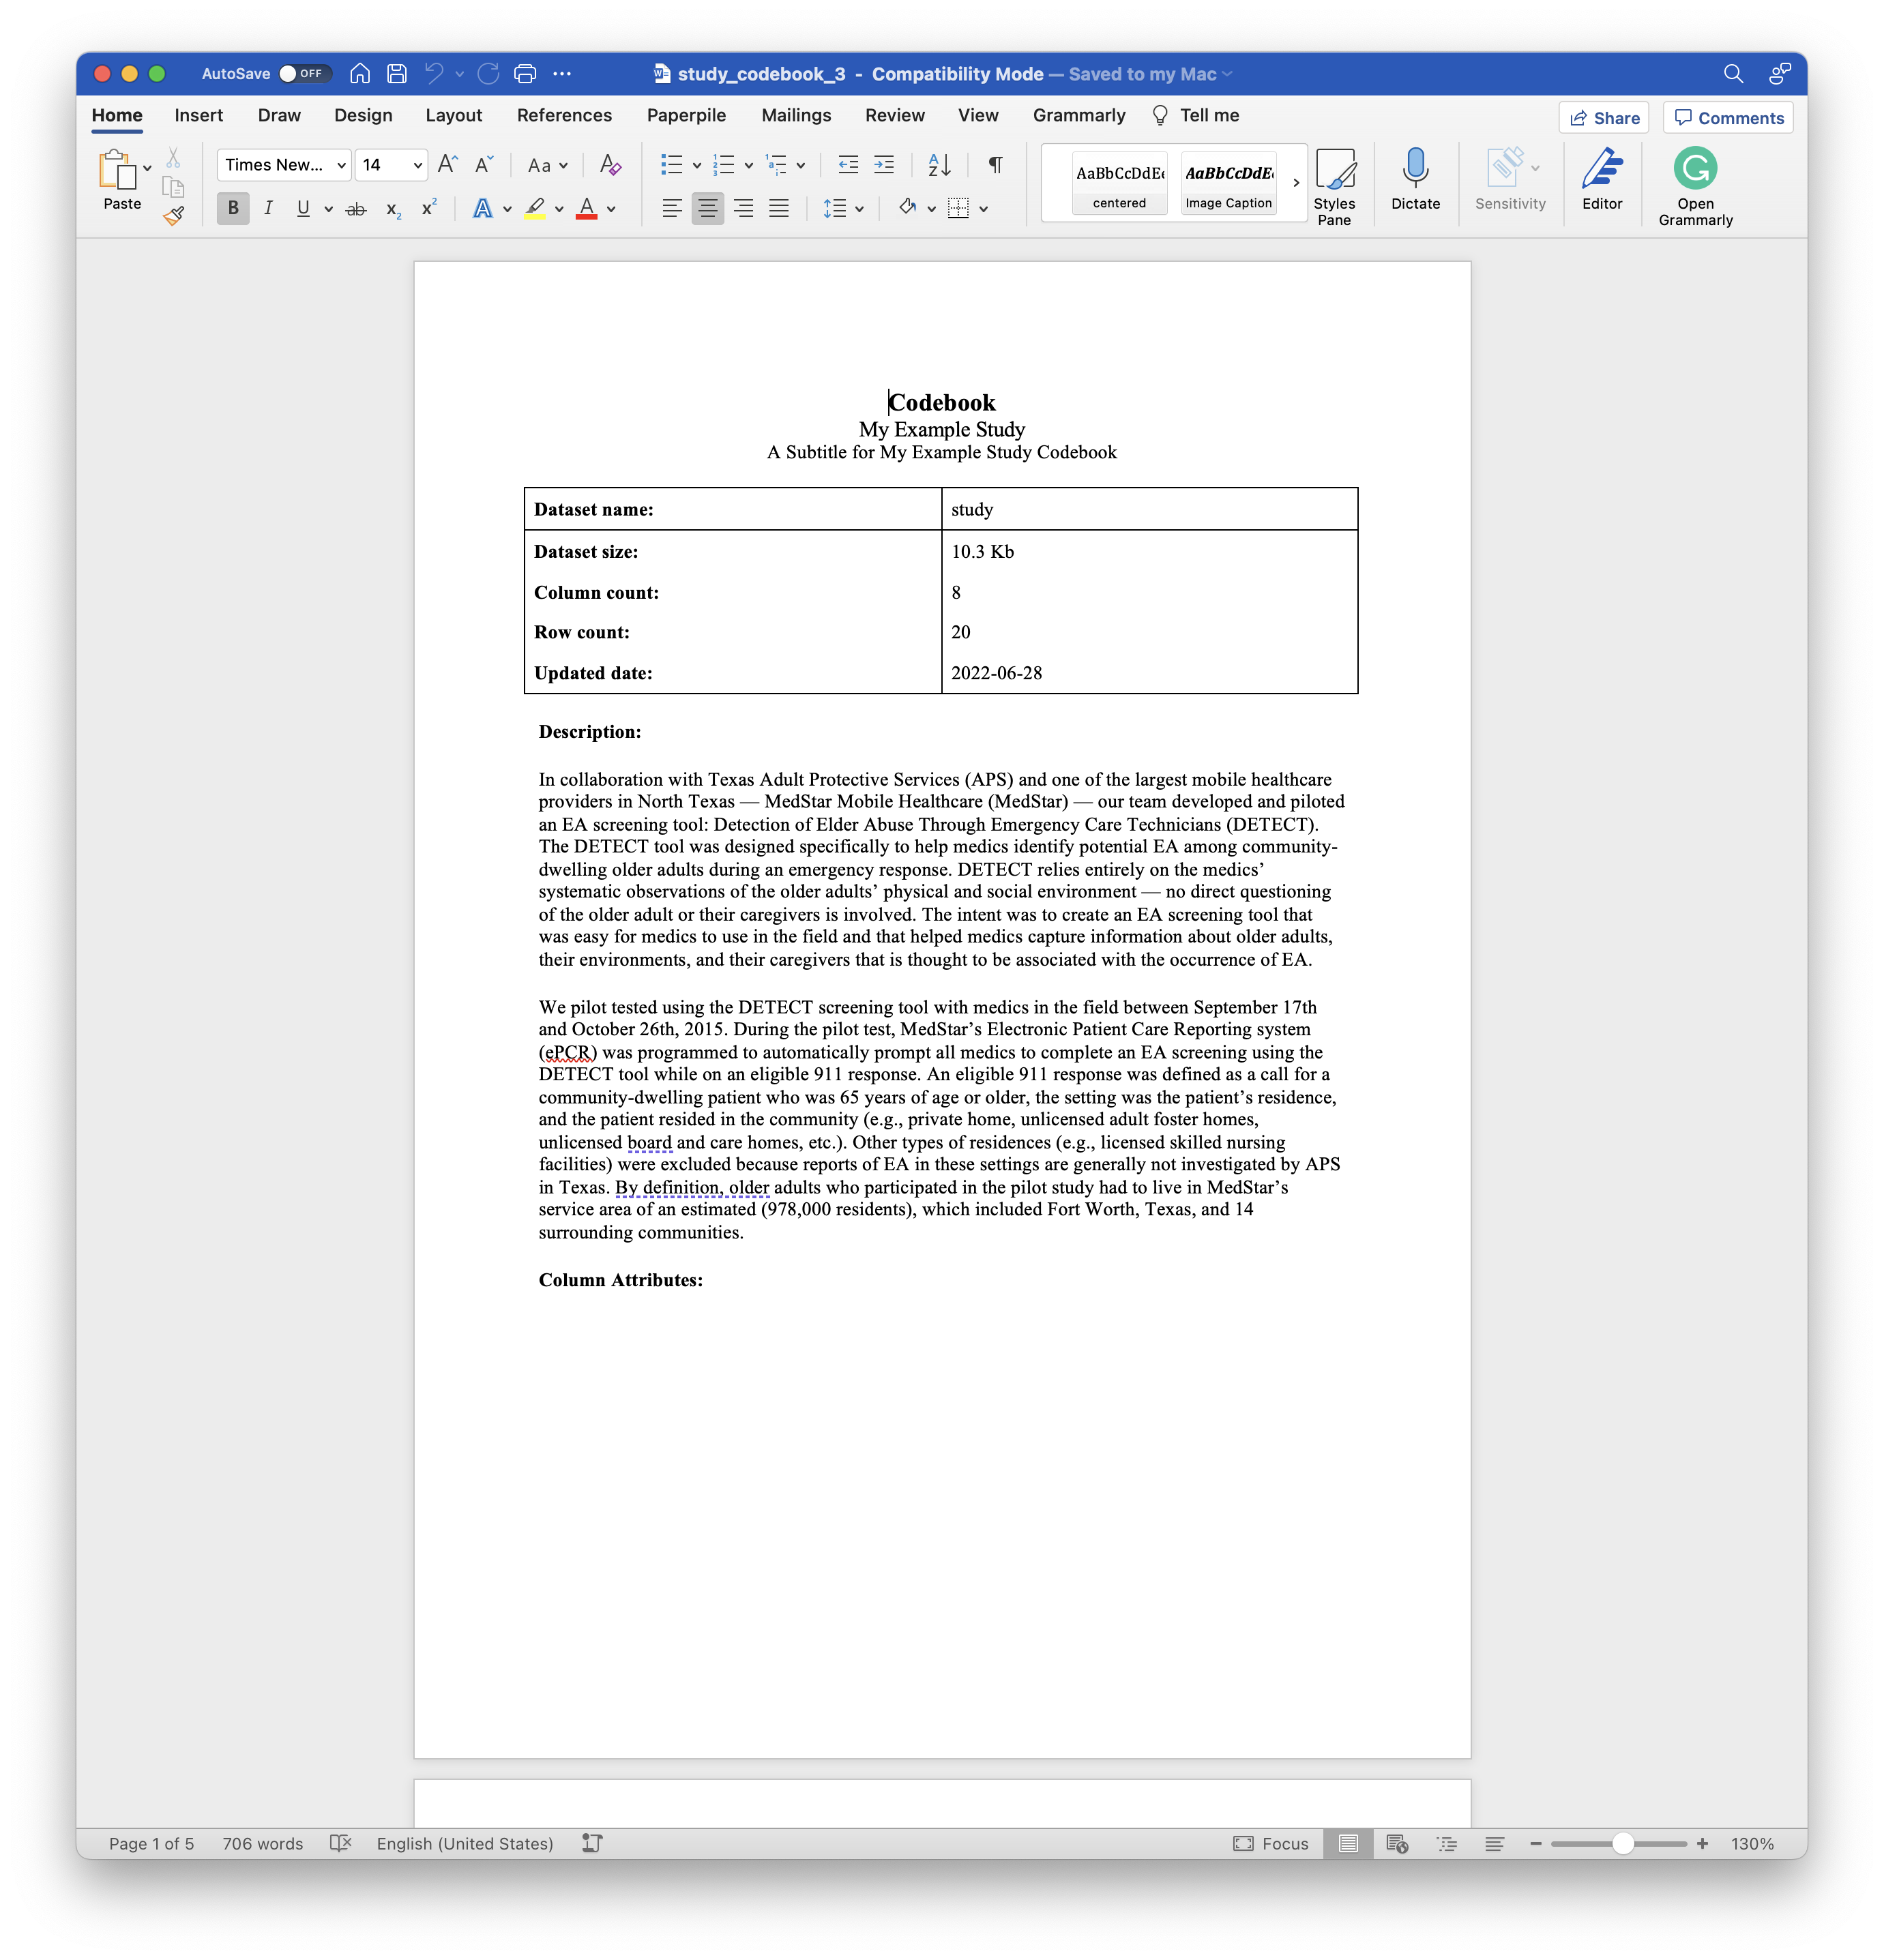 AutoSave OFF
study_codebook_3 - Compatibility Mode — Saved to my Mac
Home Insert Draw Design Layout References Paperpile Mailings Review View Grammarly Tell me
Share Comments
Paste
Times New... 14
Aa
B I U ab x2 x2 A A
AaBbCcDdEe AaBbCcDdE
centered Image Caption
Styles Pane
Dictate
Sensitivity
Editor
Open Grammarly
Codebook
My Example Study
A Subtitle for My Example Study Codebook
Dataset name: study
Dataset size: 10.3 Kb
Column count: 8
Row count: 20
Updated date: 2022-06-28
Description:
In collaboration with Texas Adult Protective Services (APS) and one of the largest mobile healthcare
providers in North Texas — MedStar Mobile Healthcare (MedStar) — our team developed and piloted
an EA screening tool: Detection of Elder Abuse Through Emergency Care Technicians (DETECT).
The DETECT tool was designed specifically to help medics identify potential EA among community-
dwelling older adults during an emergency response. DETECT relies entirely on the medics’
systematic observations of the older adults’ physical and social environment — no direct questioning
of the older adult or their caregivers is involved. The intent was to create an EA screening tool that
was easy for medics to use in the field and that helped medics capture information about older adults,
their environments, and their caregivers that is thought to be associated with the occurrence of EA.
We pilot tested using the DETECT screening tool with medics in the field between September 17th
and October 26th, 2015. During the pilot test, MedStar’s Electronic Patient Care Reporting system
(ePCR) was programmed to automatically prompt all medics to complete an EA screening using the
DETECT tool while on an eligible 911 response. An eligible 911 response was defined as a call for a
community-dwelling patient who was 65 years of age or older, the setting was the patient’s residence,
and the patient resided in the community (e.g., private home, unlicensed adult foster homes,
unlicensed board and care homes, etc.). Other types of residences (e.g., licensed skilled nursing
facilities) were excluded because reports of EA in these settings are generally not investigated by APS
in Texas. By definition, older adults who participated in the pilot study had to live in MedStar’s
service area of an estimated (978,000 residents), which included Fort Worth, Texas, and 14
surrounding communities.
Column Attributes:
Page 1 of 5 706 words English (United States) Focus 130%